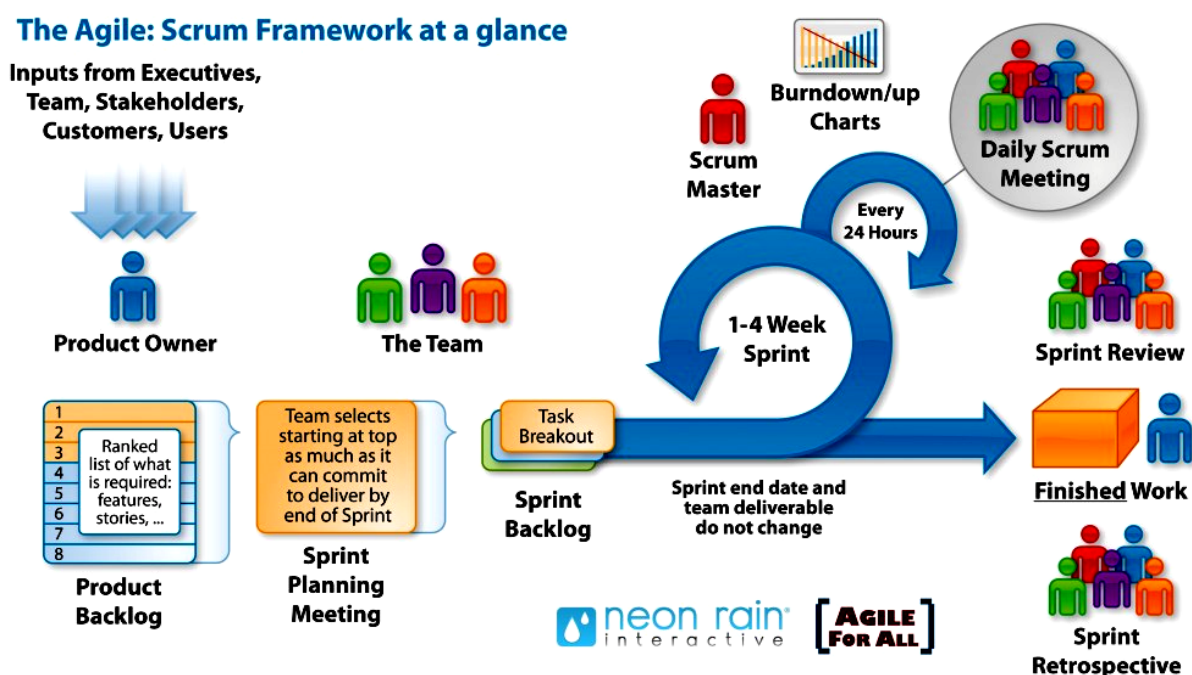 The Agile: Scrum Framework at a glance
Inputs from Executives,
Team, Stakeholders,
Customers, Users
Product Owner
The Team
Scrum
Master
Burndown/up
Charts
Daily Scrum
Meeting
Every
24 Hours
1-4 Week
Sprint
Sprint Review
1
2
3
4
5
6
7
8
Ranked
list of what
is required:
features,
stories, ...
Product
Backlog
Team selects
starting at top
as much as it
can commit
to deliver by
end of Sprint
Sprint
Planning
Meeting
Task
Breakout
Sprint
Backlog
Sprint end date and
team deliverable
do not change
Finished Work
Sprint
Retrospective
neon rain®
interactive
AGILE
FOR ALL